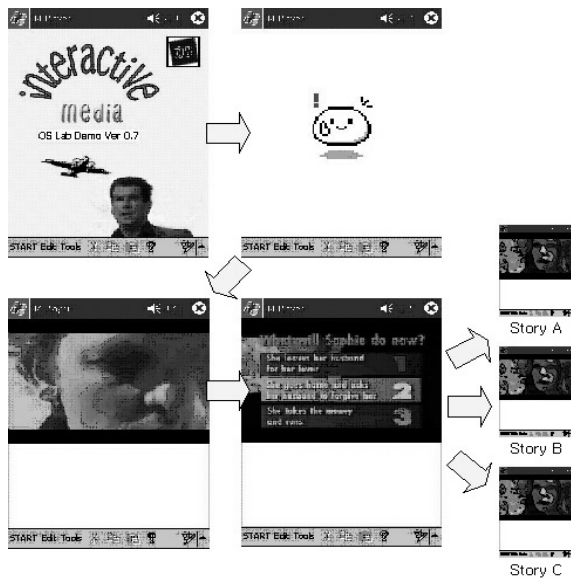 interactive
media
OS Lab Demo Ver 0.7
START Edit Tools
START Edit Tools
START Edit Tools
What will Sophie do now?
She leaves her husband
for her lover
1
She goes home and asks
her husband to forgive her
2
She takes the money
and runs
3
START Edit Tools
Story A
Story B
Story C